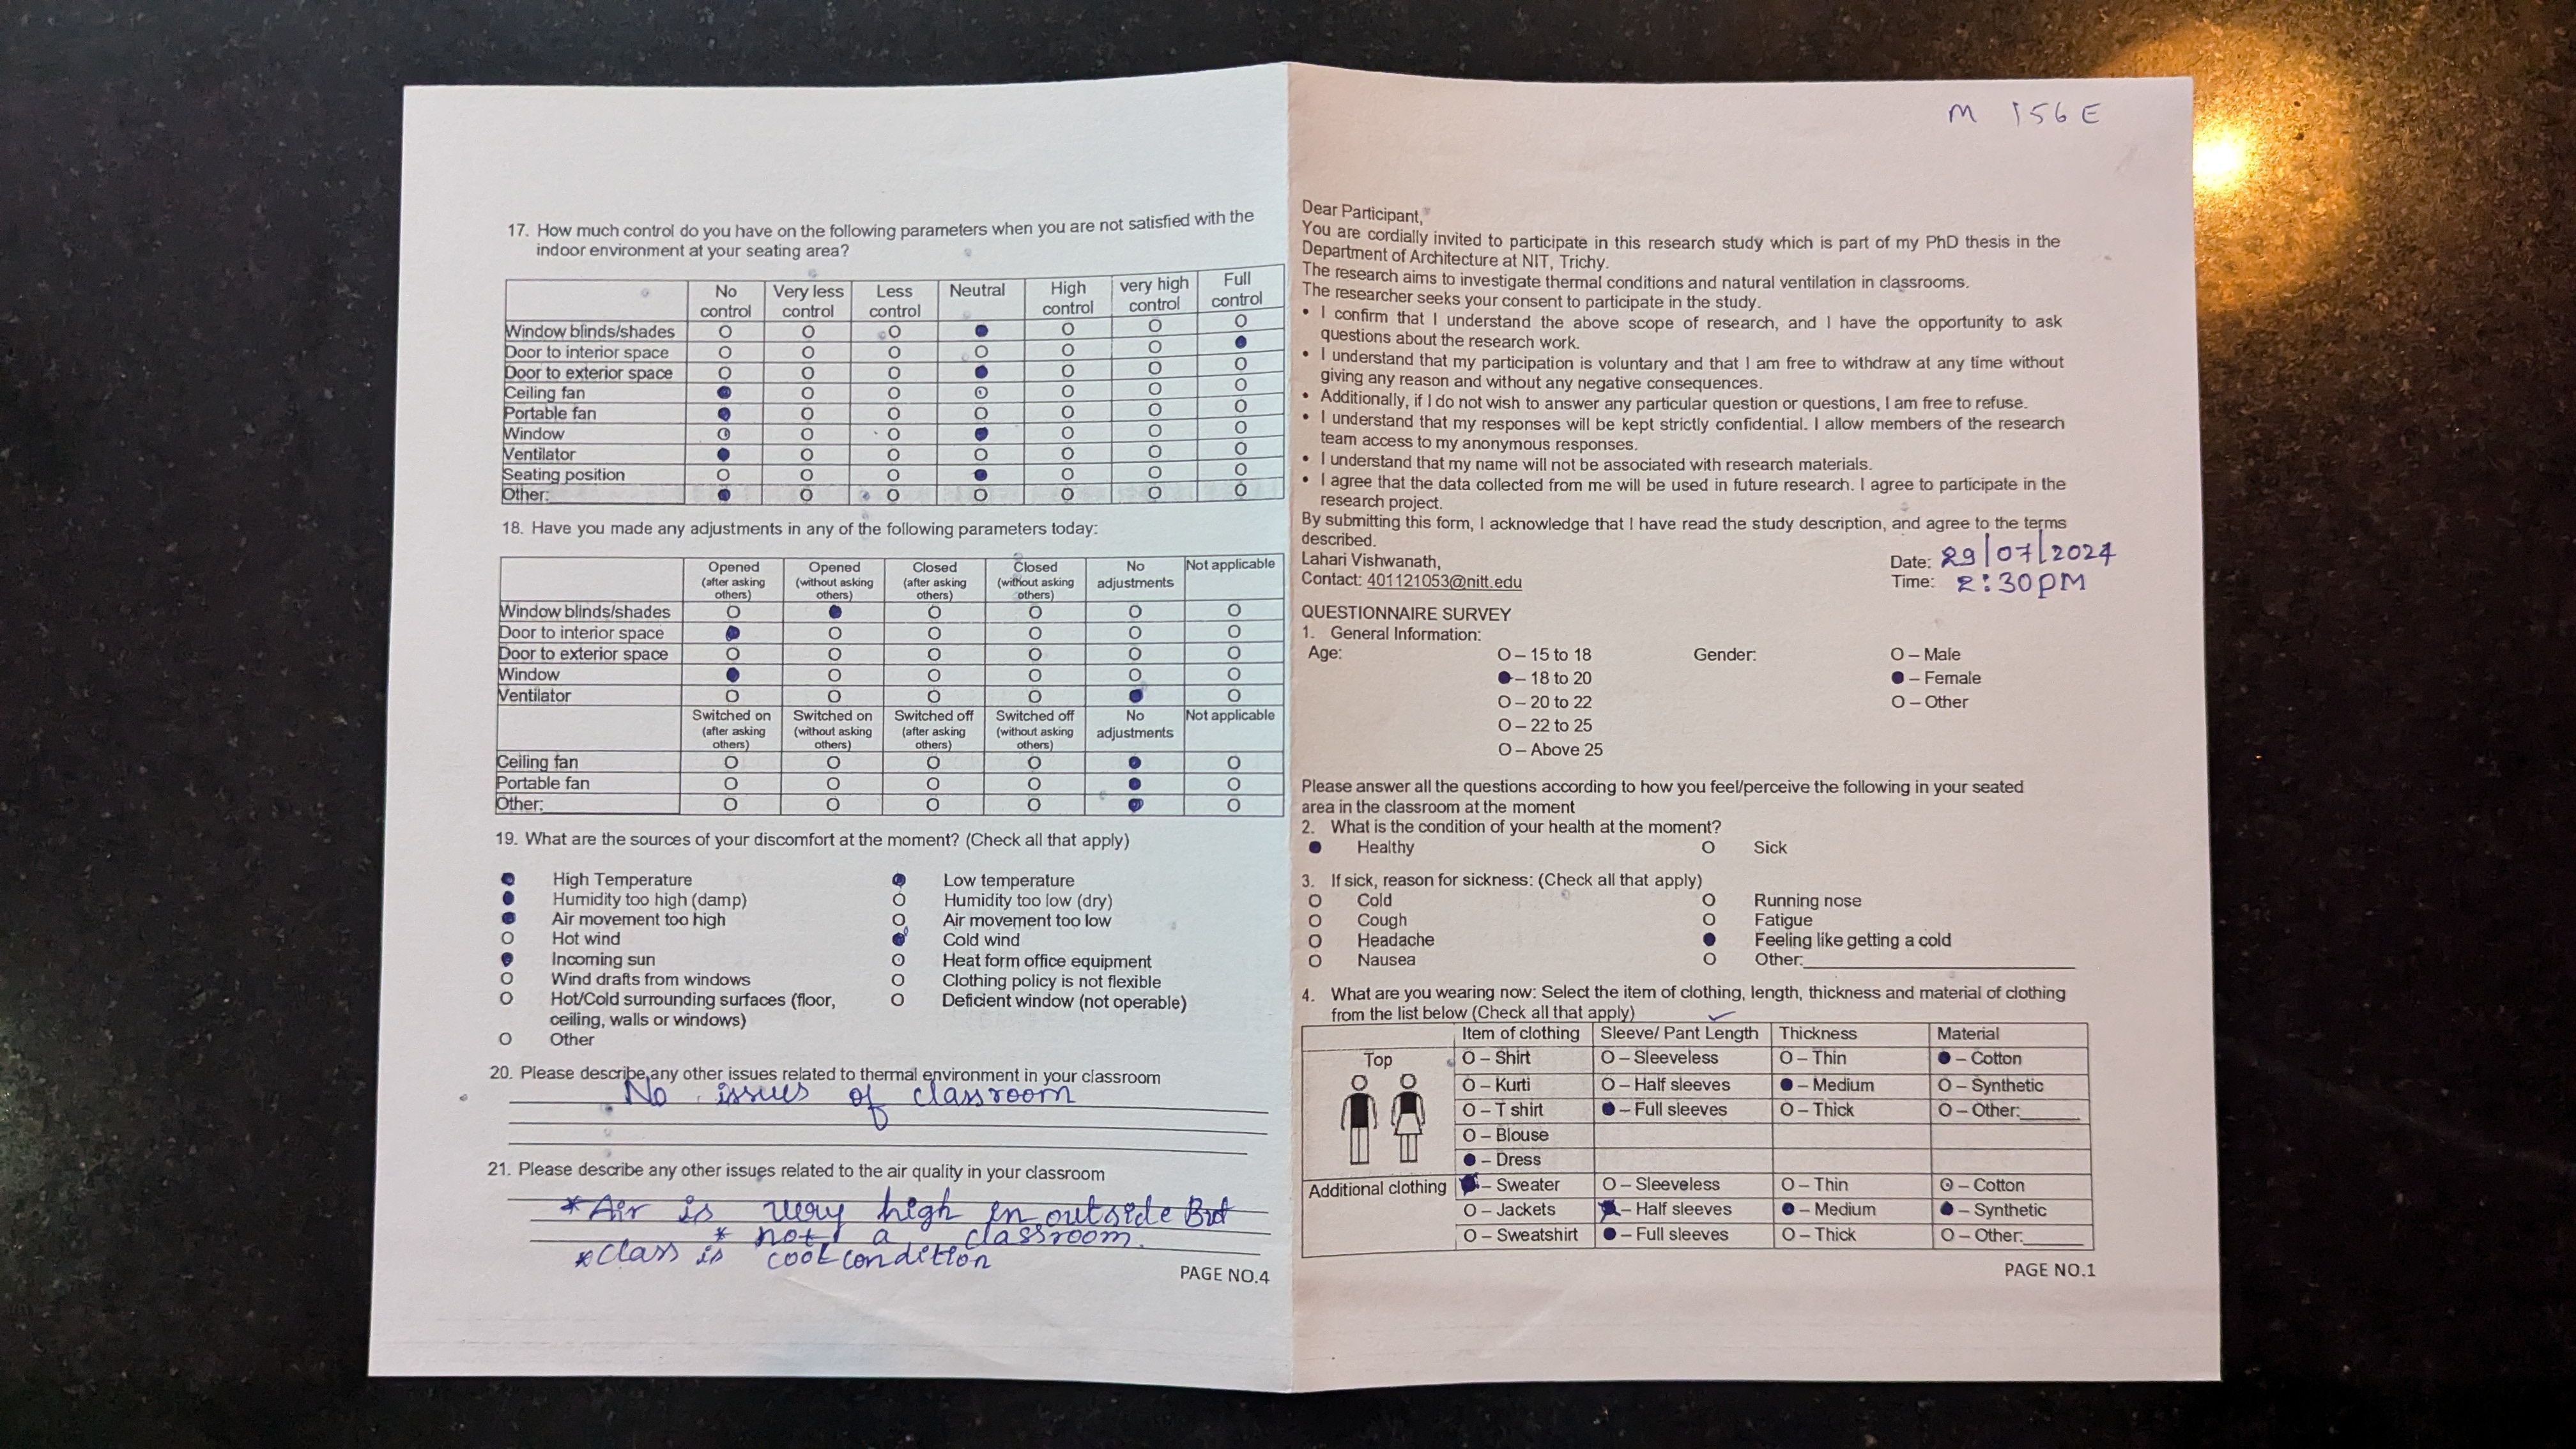 17. How much control do you have on the following parameters when you are not satisfied with the
indoor environment at your seating area?
No control Very less control Less control Neutral High control very high control Full control
Window blinds/shades O O O ● O O O
Door to interior space O O O O O O ●
Door to exterior space O O O ● O O O
Ceiling fan ● O O O O O O
Portable fan ● O O O O O O
Window O O O ● O O O
Ventilator ● O O O O O O
Seating position O O O ● O O O
Other: ● O O O O O O
18. Have you made any adjustments in any of the following parameters today:
Opened (after asking others) Opened (without asking others) Closed (after asking others) Closed (without asking others) No adjustments Not applicable
Window blinds/shades O ● O O O O
Door to interior space ● O O O O O
Door to exterior space O O O O O O
Window ● O O O O O
Ventilator O O O O ● O
Switched on (after asking others) Switched on (without asking others) Switched off (after asking others) Switched off (without asking others) No adjustments Not applicable
Ceiling fan O O O O ● O
Portable fan O O O O ● O
Other: O O O O ● O
19. What are the sources of your discomfort at the moment? (Check all that apply)
● High Temperature ● Low temperature
● Humidity too high (damp) O Humidity too low (dry)
● Air movement too high O Air movement too low
O Hot wind ● Cold wind
● Incoming sun O Heat form office equipment
O Wind drafts from windows O Clothing policy is not flexible
O Hot/Cold surrounding surfaces (floor, O Deficient window (not operable)
ceiling, walls or windows)
O Other
20. Please describe any other issues related to thermal environment in your classroom
No issues of classroom
21. Please describe any other issues related to the air quality in your classroom
*Air is very high in outside But
* not a classroom.
*class is cool condition
PAGE NO.4
M 156 E
Dear Participant,
You are cordially invited to participate in this research study which is part of my PhD thesis in the
Department of Architecture at NIT, Trichy.
The research aims to investigate thermal conditions and natural ventilation in classrooms.
The researcher seeks your consent to participate in the study.
• I confirm that I understand the above scope of research, and I have the opportunity to ask
questions about the research work.
• I understand that my participation is voluntary and that I am free to withdraw at any time without
giving any reason and without any negative consequences.
• Additionally, if I do not wish to answer any particular question or questions, I am free to refuse.
• I understand that my responses will be kept strictly confidential. I allow members of the research
team access to my anonymous responses.
• I understand that my name will not be associated with research materials.
• I agree that the data collected from me will be used in future research. I agree to participate in the
research project.
By submitting this form, I acknowledge that I have read the study description, and agree to the terms
described.
Lahari Vishwanath, Date: 29/07/2024
Contact: 401121053@nitt.edu Time: 2:30PM
QUESTIONNAIRE SURVEY
1. General Information:
Age: O – 15 to 18 Gender: O – Male
● – 18 to 20 ● – Female
O – 20 to 22 O – Other
O – 22 to 25
O – Above 25
Please answer all the questions according to how you feel/perceive the following in your seated
area in the classroom at the moment
2. What is the condition of your health at the moment?
● Healthy O Sick
3. If sick, reason for sickness: (Check all that apply)
O Cold O Running nose
O Cough O Fatigue
O Headache ● Feeling like getting a cold
O Nausea O Other:
4. What are you wearing now: Select the item of clothing, length, thickness and material of clothing
from the list below (Check all that apply) ✓
Item of clothing Sleeve/ Pant Length Thickness Material
Top O – Shirt O – Sleeveless O – Thin ● – Cotton
O – Kurti O – Half sleeves ● – Medium O – Synthetic
O – T shirt ● – Full sleeves O – Thick O – Other:
O – Blouse
● – Dress
Additional clothing ● – Sweater O – Sleeveless O – Thin O – Cotton
O – Jackets ● – Half sleeves ● – Medium ● – Synthetic
O – Sweatshirt ● – Full sleeves O – Thick O – Other:
PAGE NO.1